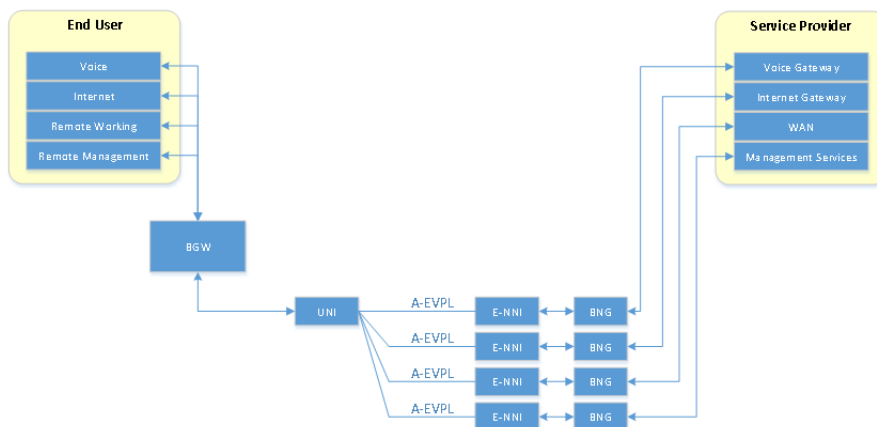 End User
Voice
Internet
Remote Working
Remote Management
Service Provider
Voice Gateway
Internet Gateway
WAN
Management Services
BGW
UNI
A-EVPL
E-NNI
BNG
A-EVPL
E-NNI
BNG
A-EVPL
E-NNI
BNG
A-EVPL
E-NNI
BNG